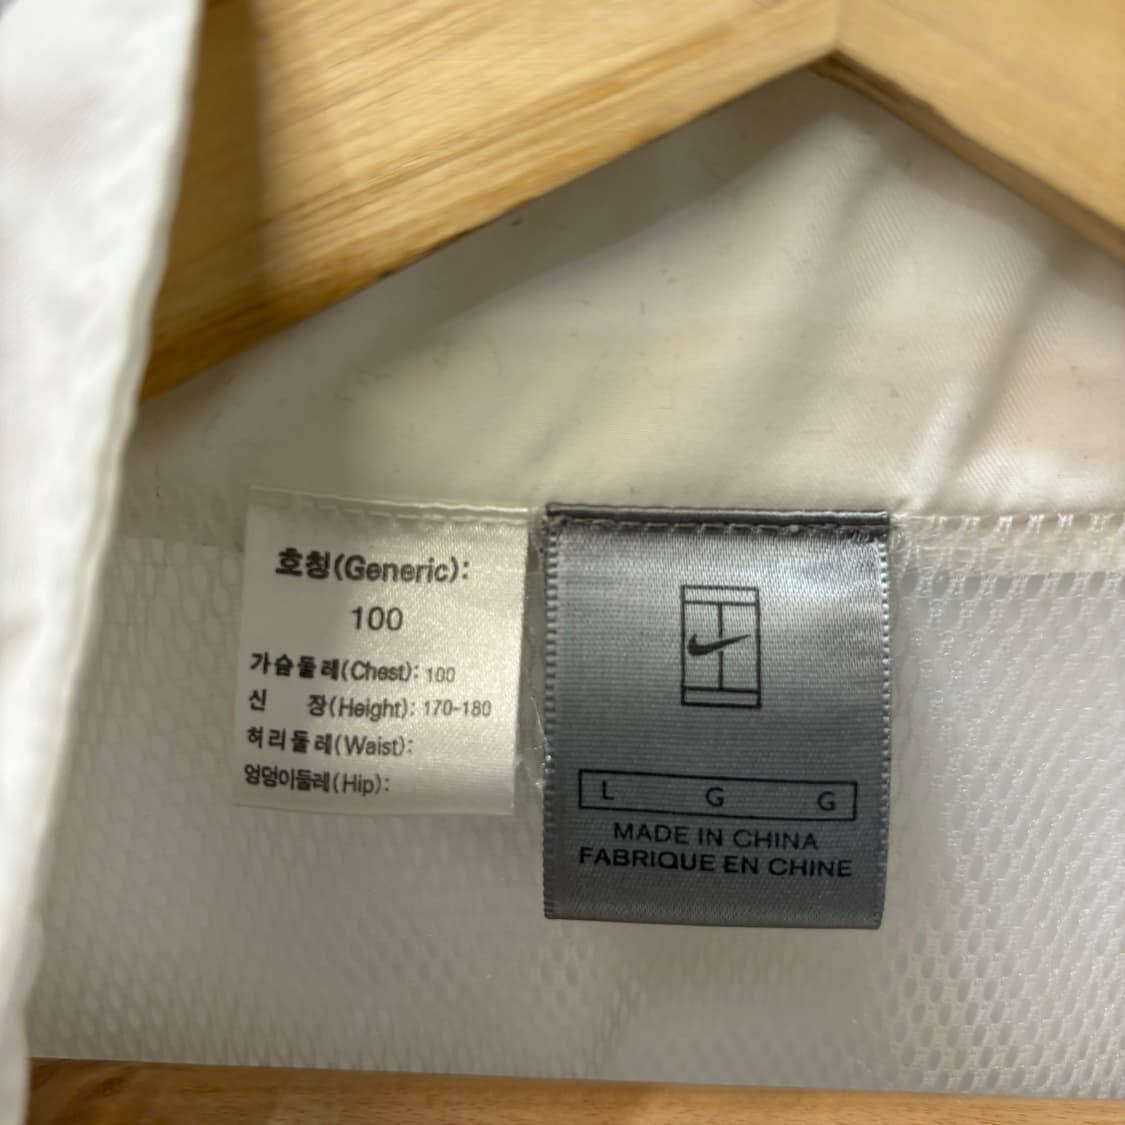 호칭(Generic):
100
가슴둘레(Chest): 100
신 장(Height): 170-180
허리둘레(Waist):
엉덩이둘레(Hip):
L G G
MADE IN CHINA
FABRIQUE EN CHINE